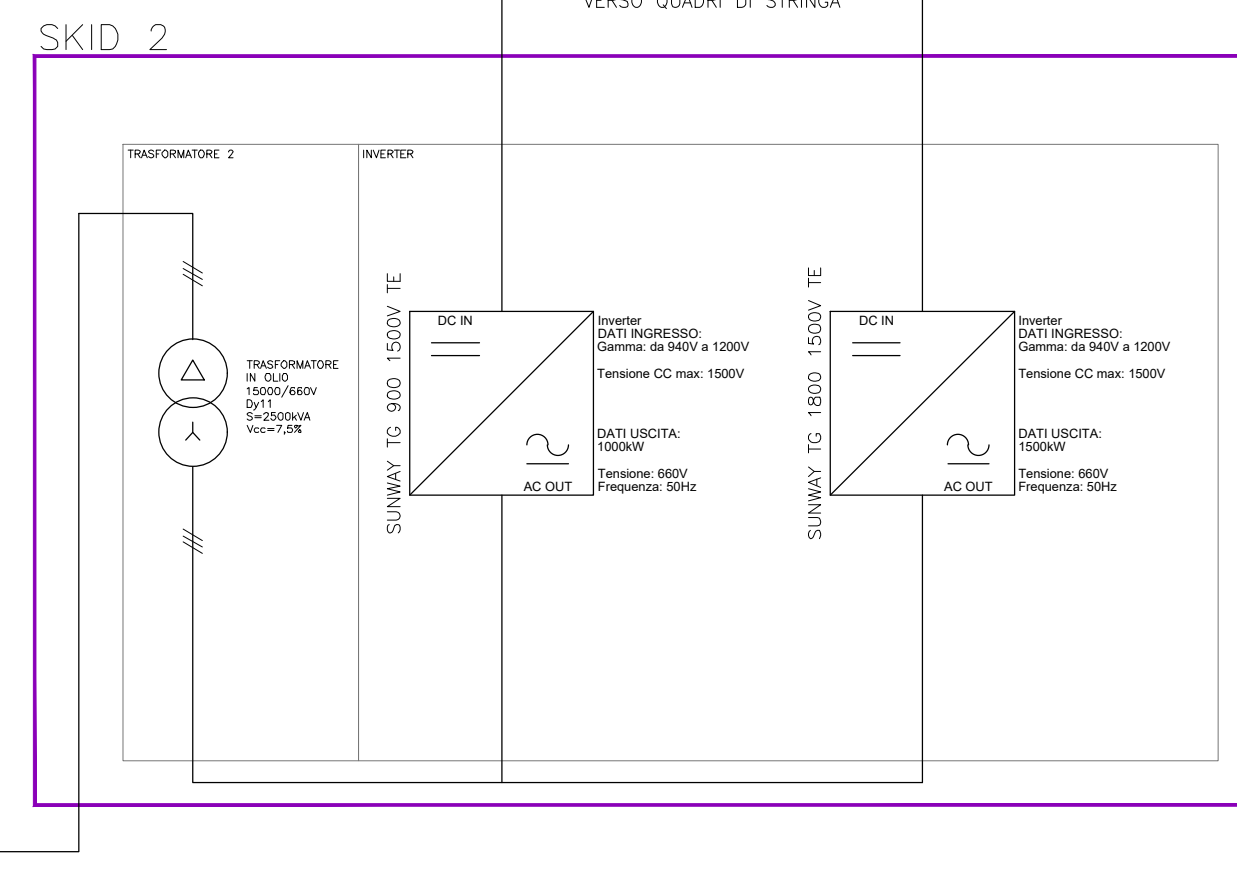 VERSO QUADRI DI STRINGA
SKID 2
TRASFORMATORE 2
INVERTER
TRASFORMATORE
IN OLIO
15000/660V
Dy11
S=2500kVA
Vcc=7,5%
SUNWAY TG 900 1500V TE
DC IN
AC OUT
Inverter
DATI INGRESSO:
Gamma: da 940V a 1200V
Tensione CC max: 1500V
DATI USCITA:
1000kW
Tensione: 660V
Frequenza: 50Hz
SUNWAY TG 1800 1500V TE
DC IN
AC OUT
Inverter
DATI INGRESSO:
Gamma: da 940V a 1200V
Tensione CC max: 1500V
DATI USCITA:
1500kW
Tensione: 660V
Frequenza: 50Hz